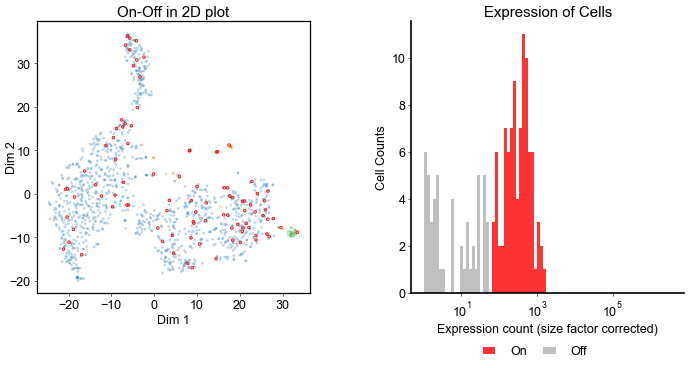 On-Off in 2D plot
Expression of Cells
Dim 2
30
20
10
0
−10
−20
−20 −10 0 10 20 30
Dim 1
Cell Counts
10
8
6
4
2
0
10¹ 10³ 10⁵
Expression count (size factor corrected)
On Off